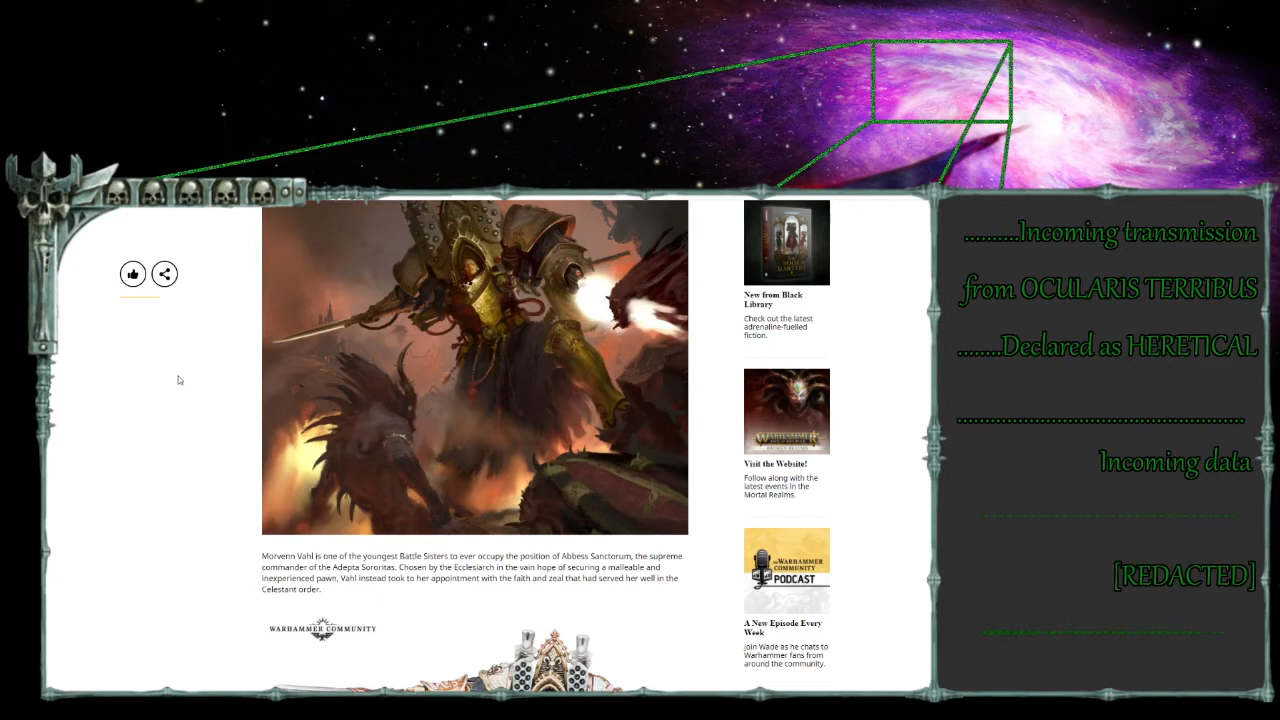 New from Black
Library
Check out the latest
adrenaline-fuelled
fiction.
WARHAMMER
Visit the Website!
Follow along with the
latest events in the
Mortal Realms.
Morvenn Vahl is one of the youngest Battle Sisters to ever occupy the position of Abbess Sanctorum, the supreme
commander of the Adepta Sororitas. Chosen by the Ecclesiarch in the vain hope of securing a malleable and
inexperienced pawn, Vahl instead took to her appointment with the faith and zeal that had served her well in the
Celestant order.
WARHAMMER COMMUNITY
The WARHAMMER
COMMUNITY
PODCAST
A New Episode Every
Week
Join Wade as he chats to
Warhammer fans from
around the community.
..........Incoming transmission
from OCULARIS TERRIBUS
........Declared as HERETICAL
Incoming data
[REDACTED]